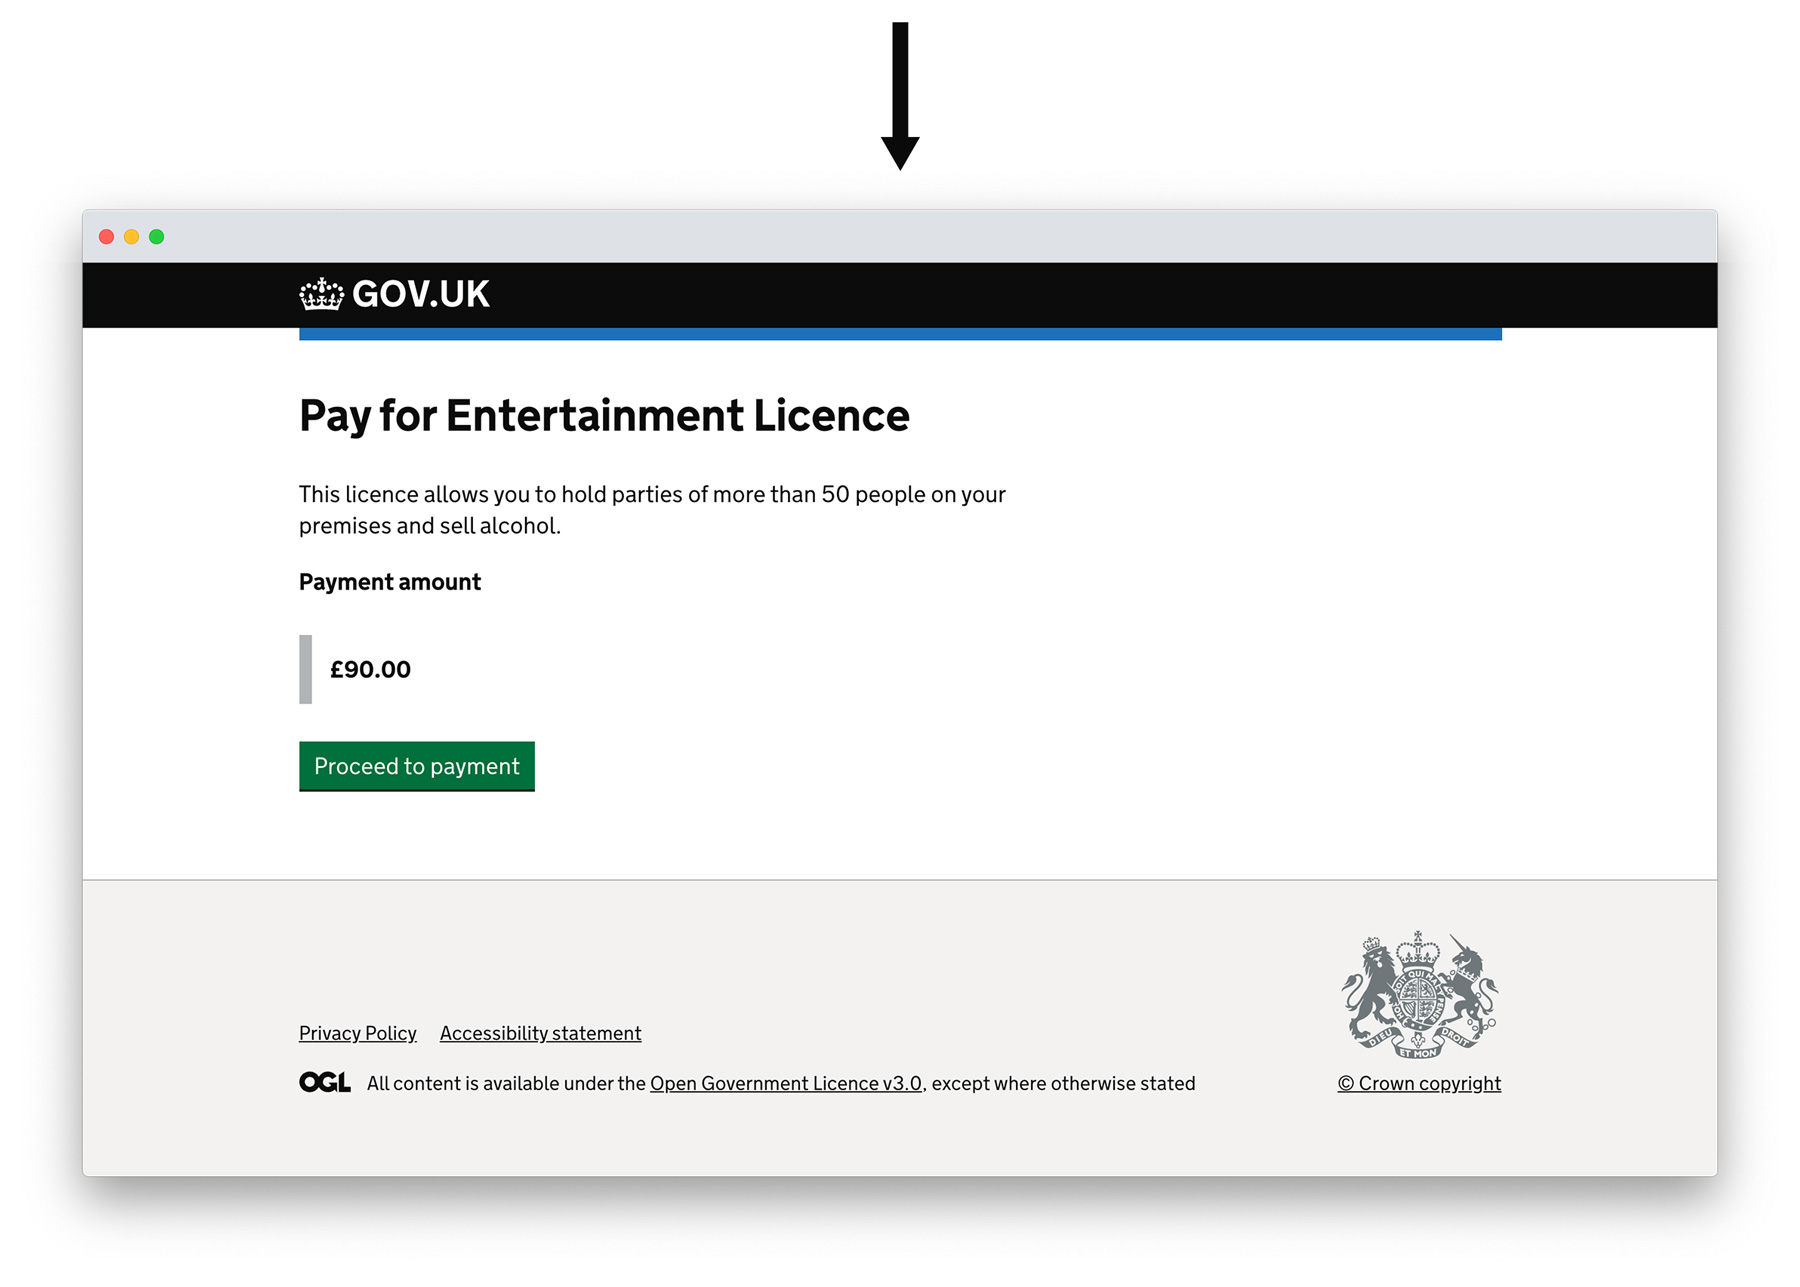 GOV.UK
Pay for Entertainment Licence
This licence allows you to hold parties of more than 50 people on your
premises and sell alcohol.
Payment amount
£90.00
Proceed to payment
Privacy Policy Accessibility statement
OGL All content is available under the Open Government Licence v3.0, except where otherwise stated
DIEU ET MON DROIT
© Crown copyright